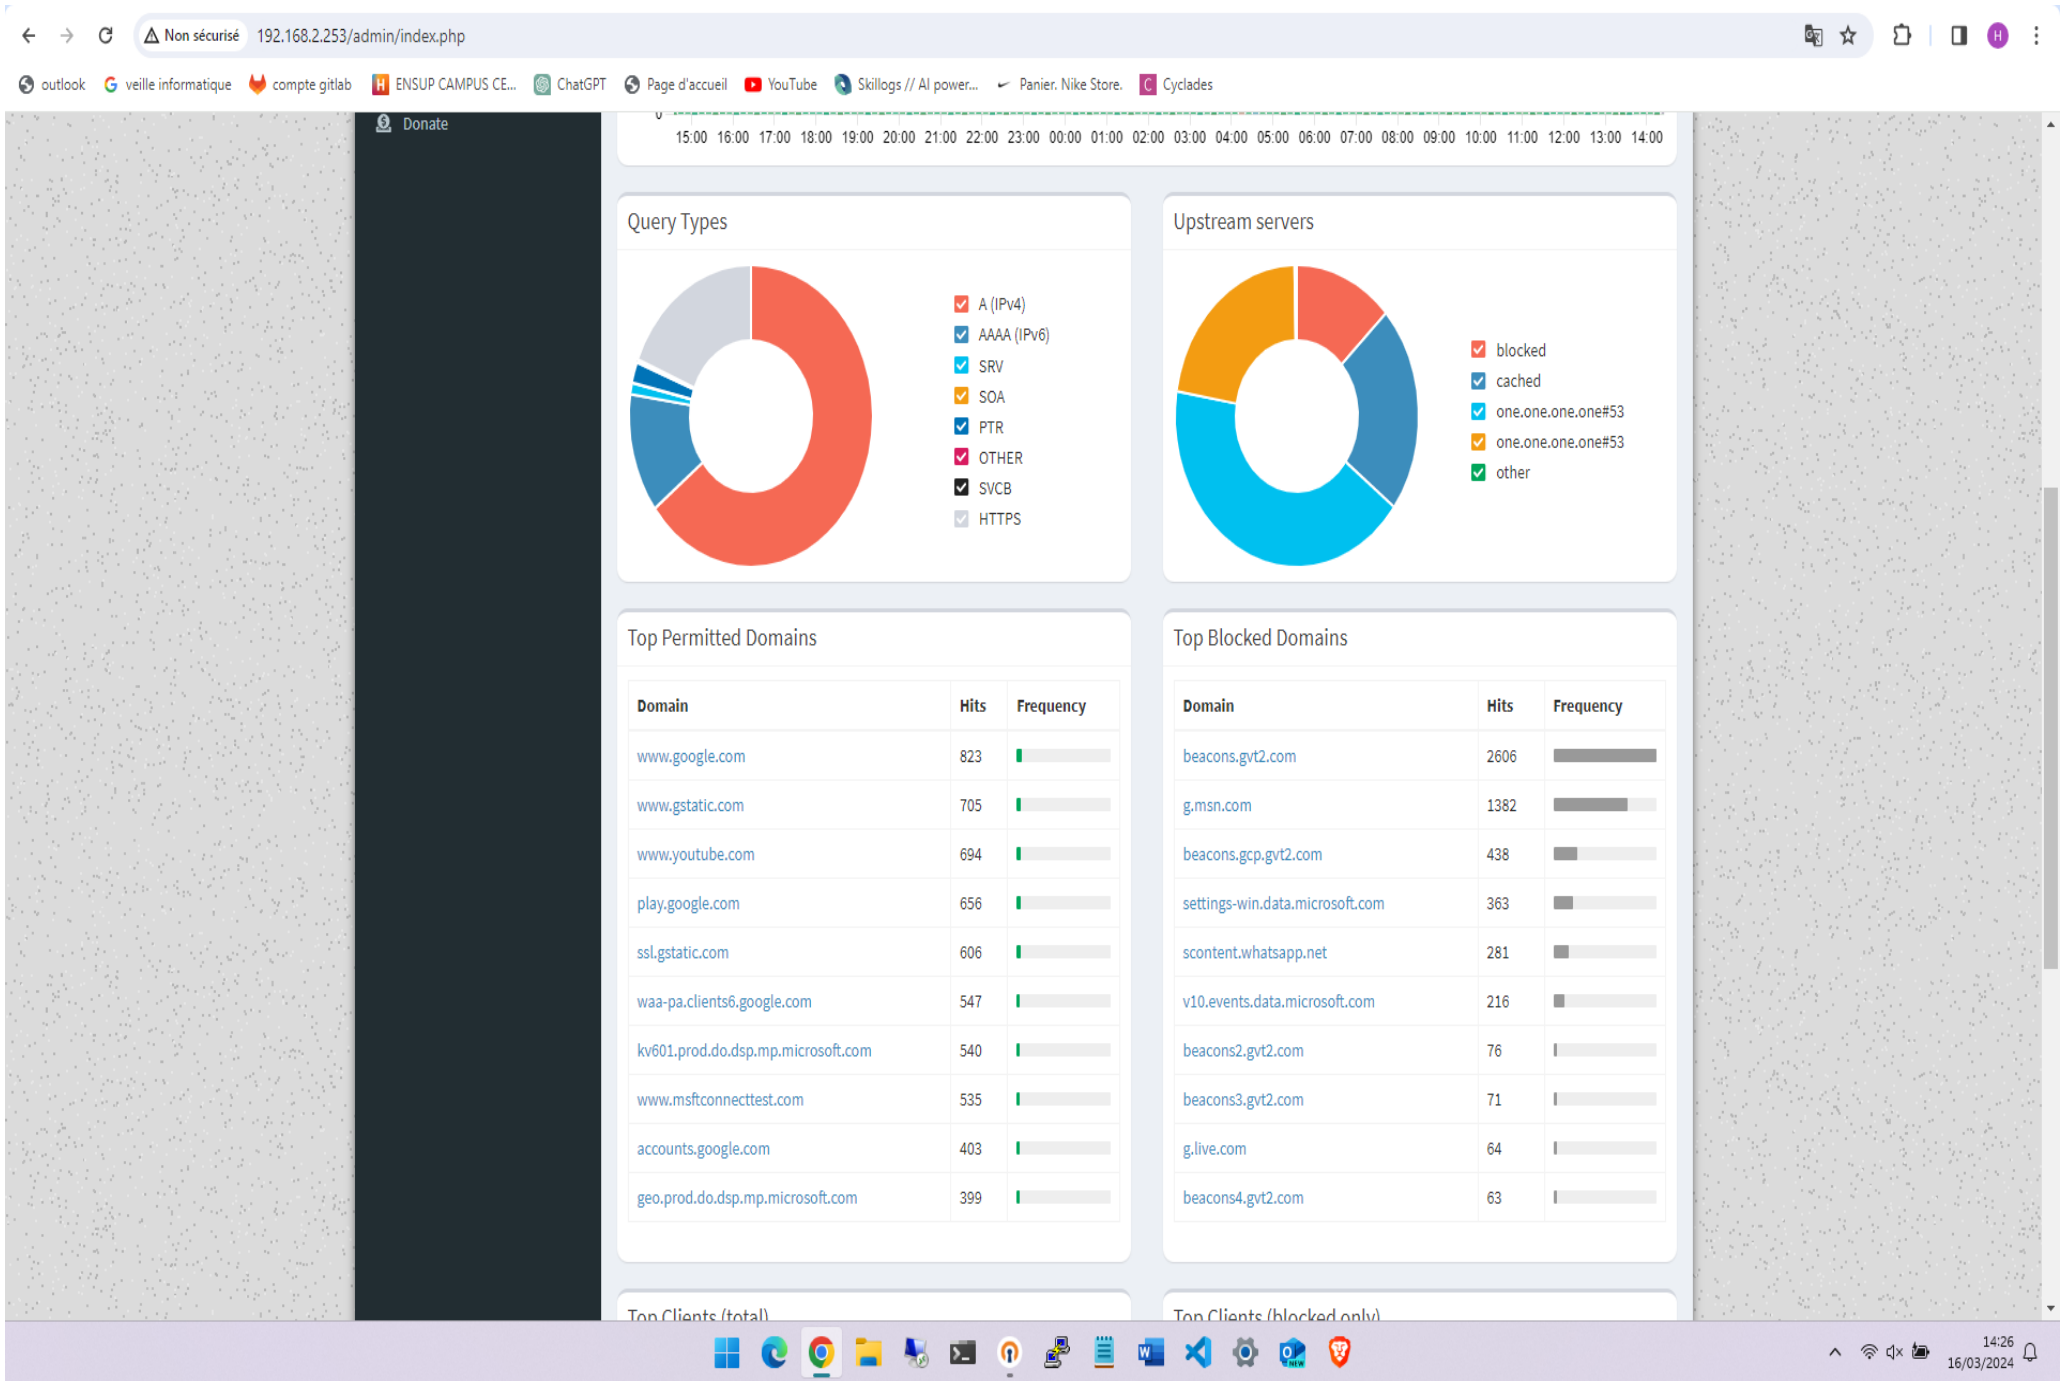 Non sécurisé 192.168.2.253/admin/index.php H
outlook veille informatique compte gitlab H ENSUP CAMPUS CE... ChatGPT Page d'accueil YouTube Skillogs // AI power... Panier. Nike Store. C Cyclades
Donate
0
15:00 16:00 17:00 18:00 19:00 20:00 21:00 22:00 23:00 00:00 01:00 02:00 03:00 04:00 05:00 06:00 07:00 08:00 09:00 10:00 11:00 12:00 13:00 14:00
Query Types
A (IPv4)
AAAA (IPv6)
SRV
SOA
PTR
OTHER
SVCB
HTTPS
Upstream servers
blocked
cached
one.one.one.one#53
one.one.one.one#53
other
Top Permitted Domains
Domain Hits Frequency
www.google.com 823
www.gstatic.com 705
www.youtube.com 694
play.google.com 656
ssl.gstatic.com 606
waa-pa.clients6.google.com 547
kv601.prod.do.dsp.mp.microsoft.com 540
www.msftconnecttest.com 535
accounts.google.com 403
geo.prod.do.dsp.mp.microsoft.com 399
Top Blocked Domains
Domain Hits Frequency
beacons.gvt2.com 2606
g.msn.com 1382
beacons.gcp.gvt2.com 438
settings-win.data.microsoft.com 363
scontent.whatsapp.net 281
v10.events.data.microsoft.com 216
beacons2.gvt2.com 76
beacons3.gvt2.com 71
g.live.com 64
beacons4.gvt2.com 63
Top Clients (total)
Top Clients (blocked only)
14:26
16/03/2024